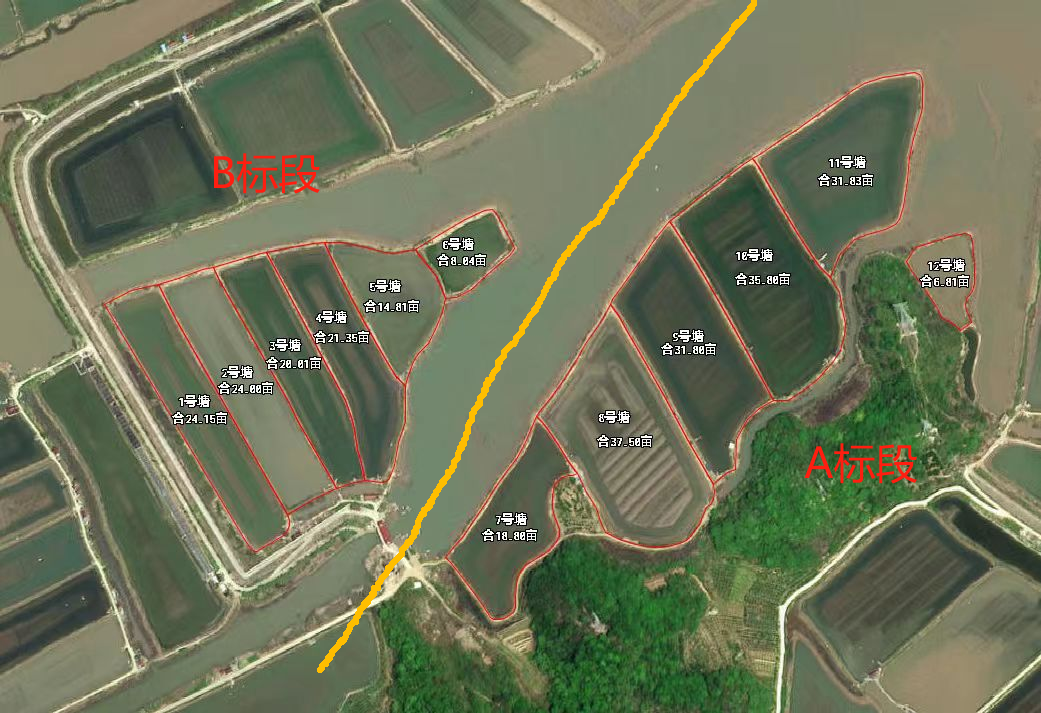 B标段
11号塘
合31.83亩
6号塘
合8.04亩
10号塘
合35.80亩
12号塘
合6.81亩
5号塘
合14.81亩
4号塘
合21.35亩
3号塘
合20.01亩
9号塘
合31.80亩
2号塘
合24.00亩
1号塘
合24.15亩
8号塘
合37.50亩
A标段
7号塘
合18.80亩